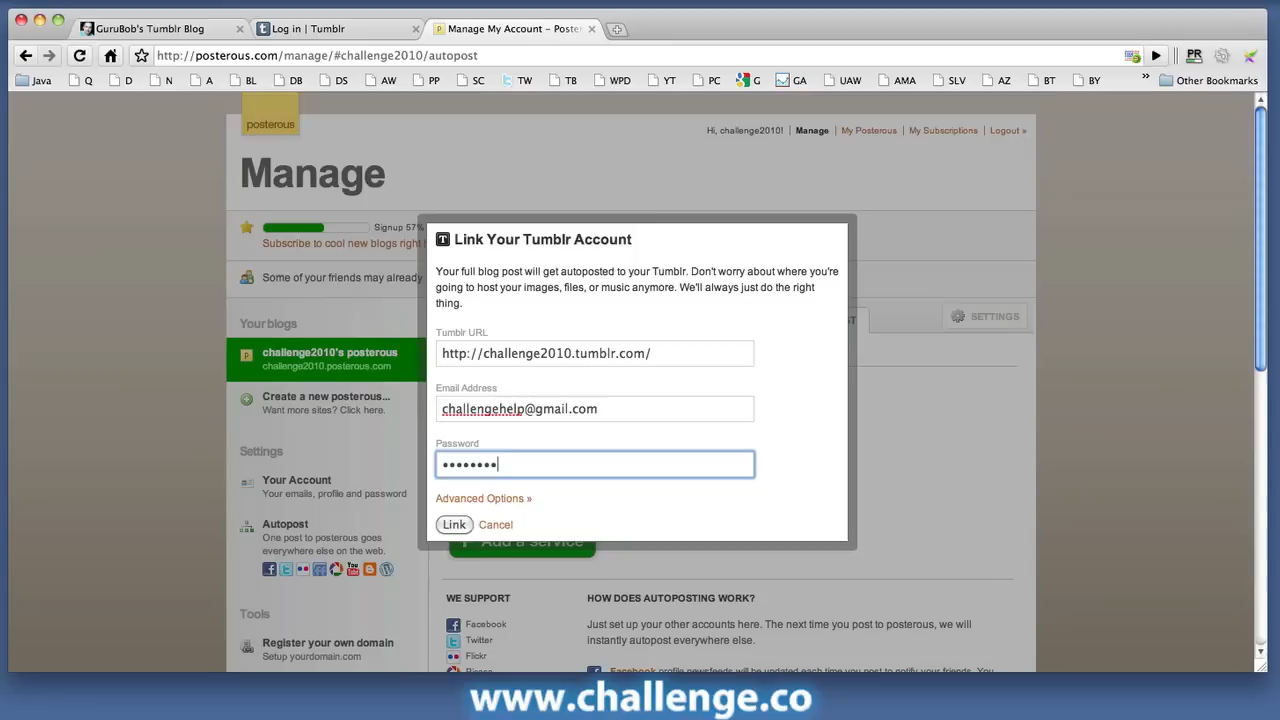 GuruBob's Tumblr Blog
Log in | Tumblr
Manage My Account – Poste
http://posterous.com/manage/#challenge2010/autopost
PR
Java Q D N A BL DB DS AW PP SC TW TB WPD YT PC G GA UAW AMA SLV AZ BT BY » Other Bookmarks
posterous
Hi, challenge2010! Manage My Posterous My Subscriptions Logout »
Manage
Signup 57%
Subscribe to cool new blogs right
Some of your friends may already
Link Your Tumblr Account
Your full blog post will get autoposted to your Tumblr. Don't worry about where you're
going to host your images, files, or music anymore. We'll always just do the right
thing.
Tumblr URL
http://challenge2010.tumblr.com/
Email Address
challengehelp@gmail.com
Password
••••••••
Advanced Options »
Link Cancel
SETTINGS
Your blogs
challenge2010's posterous
challenge2010.posterous.com
Create a new posterous...
Want more sites? Click here.
Settings
Your Account
Your emails, profile and password
Autopost
One post to posterous goes
everywhere else on the web.
Tools
Register your own domain
Setup yourdomain.com
Add a service
WE SUPPORT
Facebook
Twitter
Flickr
HOW DOES AUTOPOSTING WORK?
Just set up your other accounts here. The next time you post to posterous, we will
instantly autopost everywhere else.
Facebook profile newsfeeds will be updated each time you post to notify your friends. You
www.challenge.co